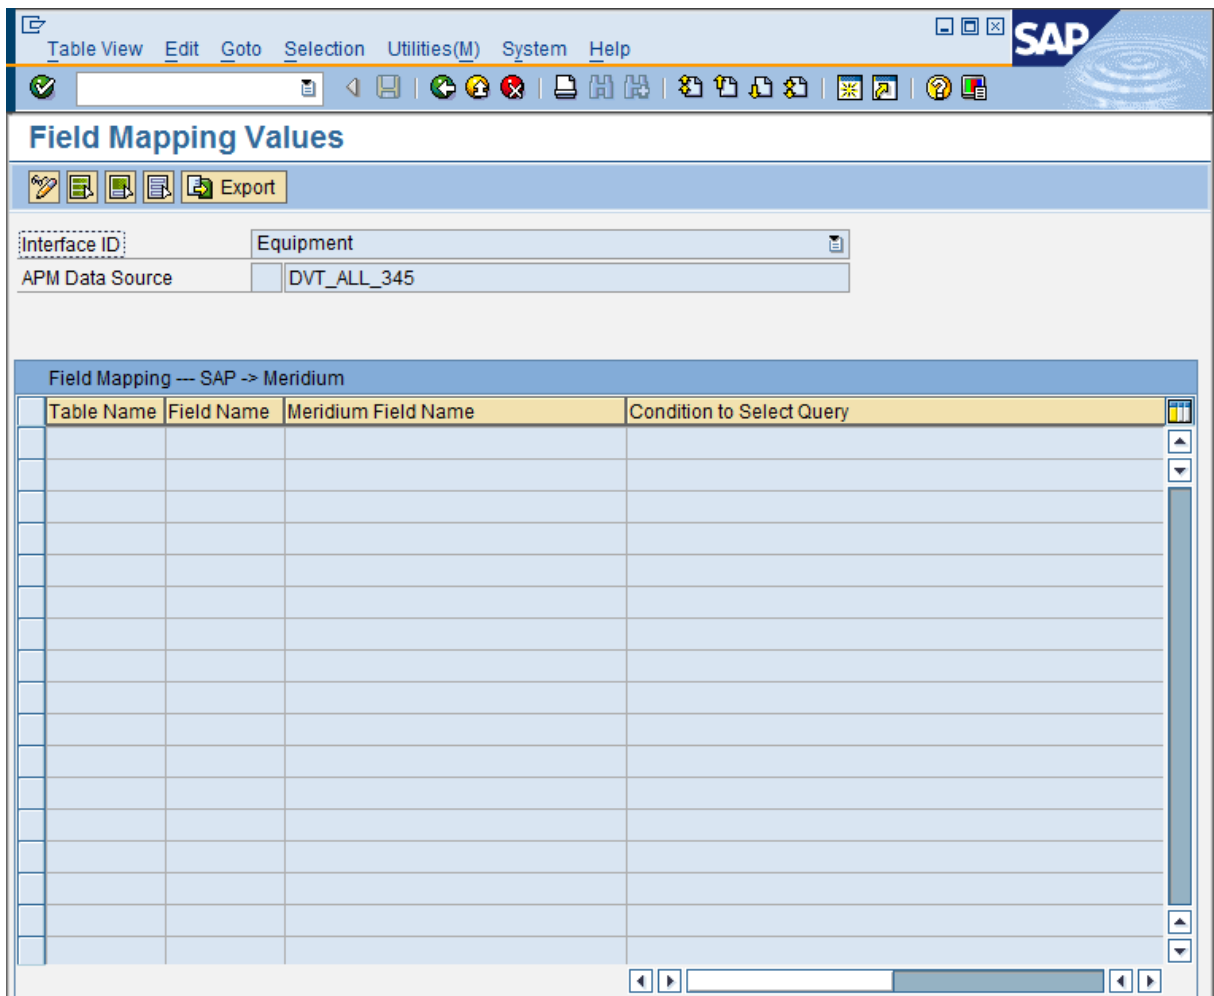 Table View Edit Goto Selection Utilities(M) System Help
SAP
Field Mapping Values
Export
Interface ID: Equipment
APM Data Source DVT_ALL_345
Field Mapping --- SAP -> Meridium
Table Name Field Name Meridium Field Name Condition to Select Query